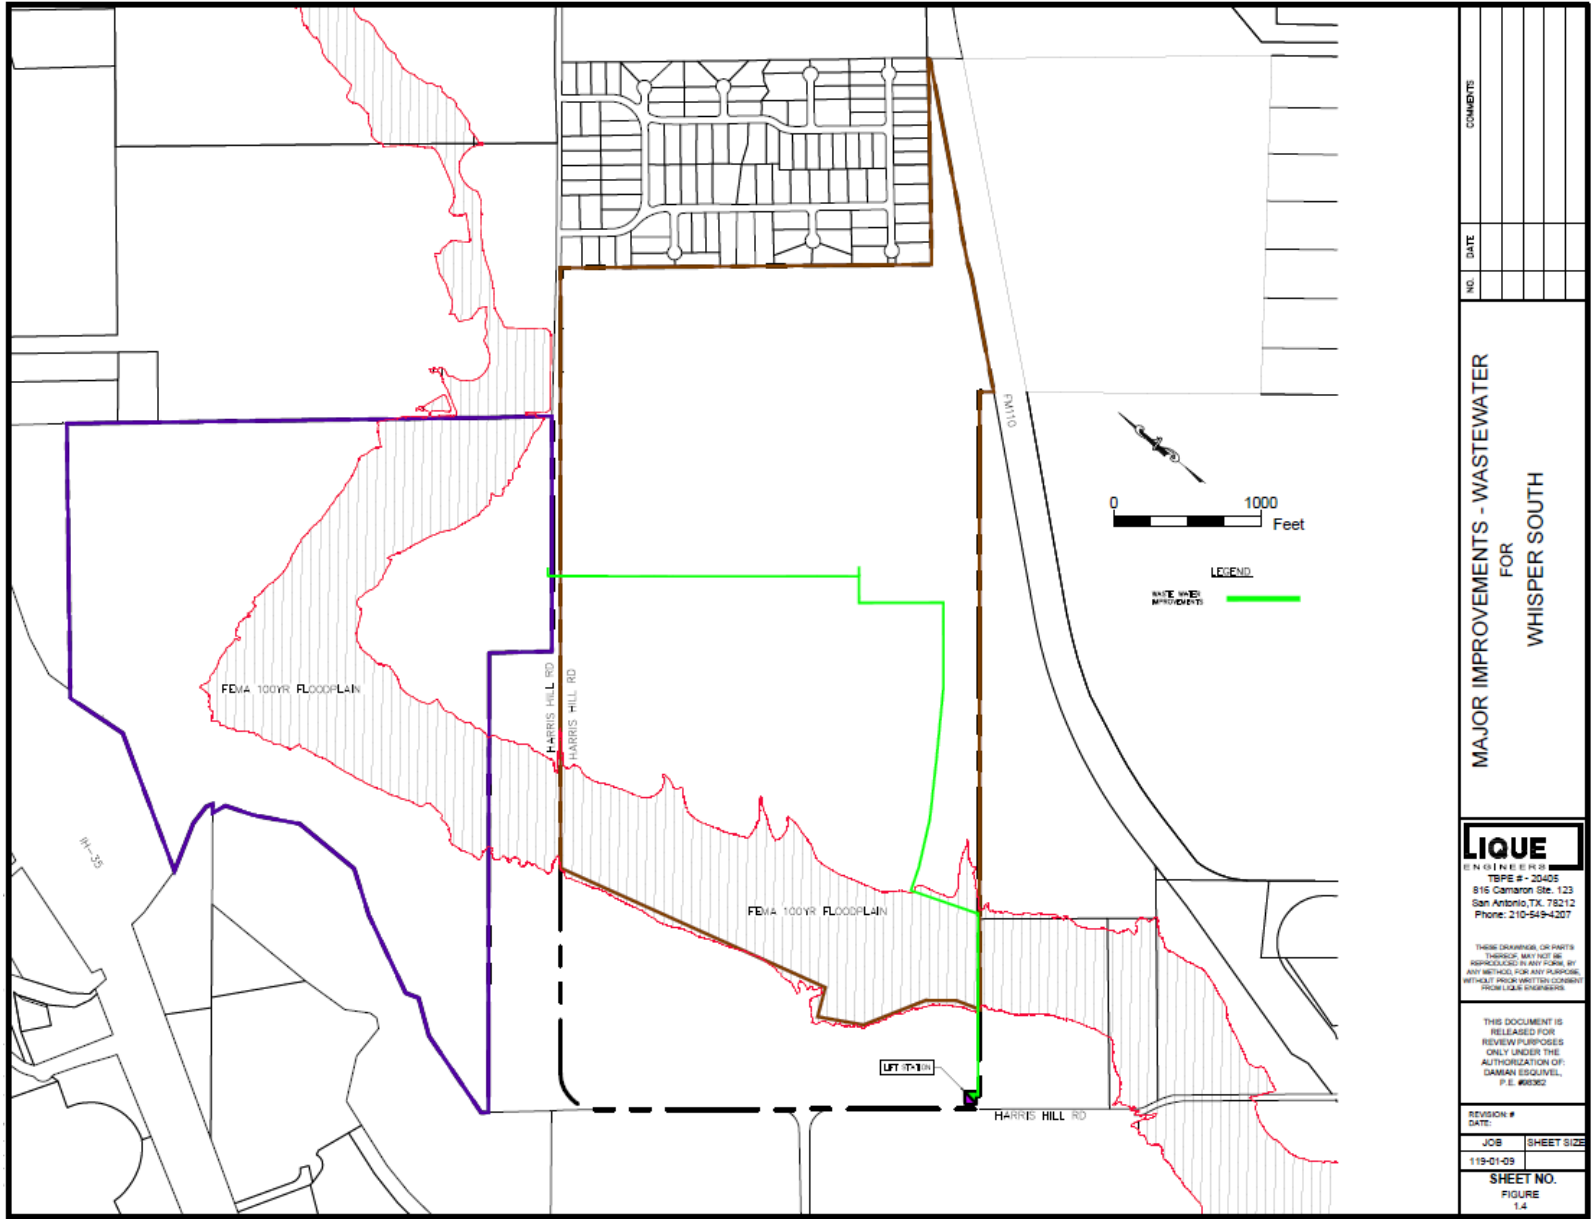 FM110
0 1000
Feet
LEGEND
WASTE WATER
IMPROVEMENTS
FEMA 100YR FLOODPLAIN
HARRIS HILL RD
HARRIS HILL RD
IH-35
FEMA 100YR FLOODPLAIN
LIFT STATION
HARRIS HILL RD
COMMENTS
DATE
NO.
MAJOR IMPROVEMENTS - WASTEWATER
FOR
WHISPER SOUTH
LIQUE
ENGINEERS
TBPE # - 20405
816 Camaron Ste. 123
San Antonio,TX. 78212
Phone: 210-549-4207
THESE DRAWINGS, OR PARTS
THEREOF, MAY NOT BE
REPRODUCED IN ANY FORM, BY
ANY METHOD, FOR ANY PURPOSE,
WITHOUT PRIOR WRITTEN CONSENT
FROM LIQUE ENGINEERS
THIS DOCUMENT IS
RELEASED FOR
REVIEW PURPOSES
ONLY UNDER THE
AUTHORIZATION OF:
DAMIAN ESQUIVEL,
P.E. #98362
REVISION: #
DATE:
JOB SHEET SIZE
119-01-09
SHEET NO.
FIGURE
1.4